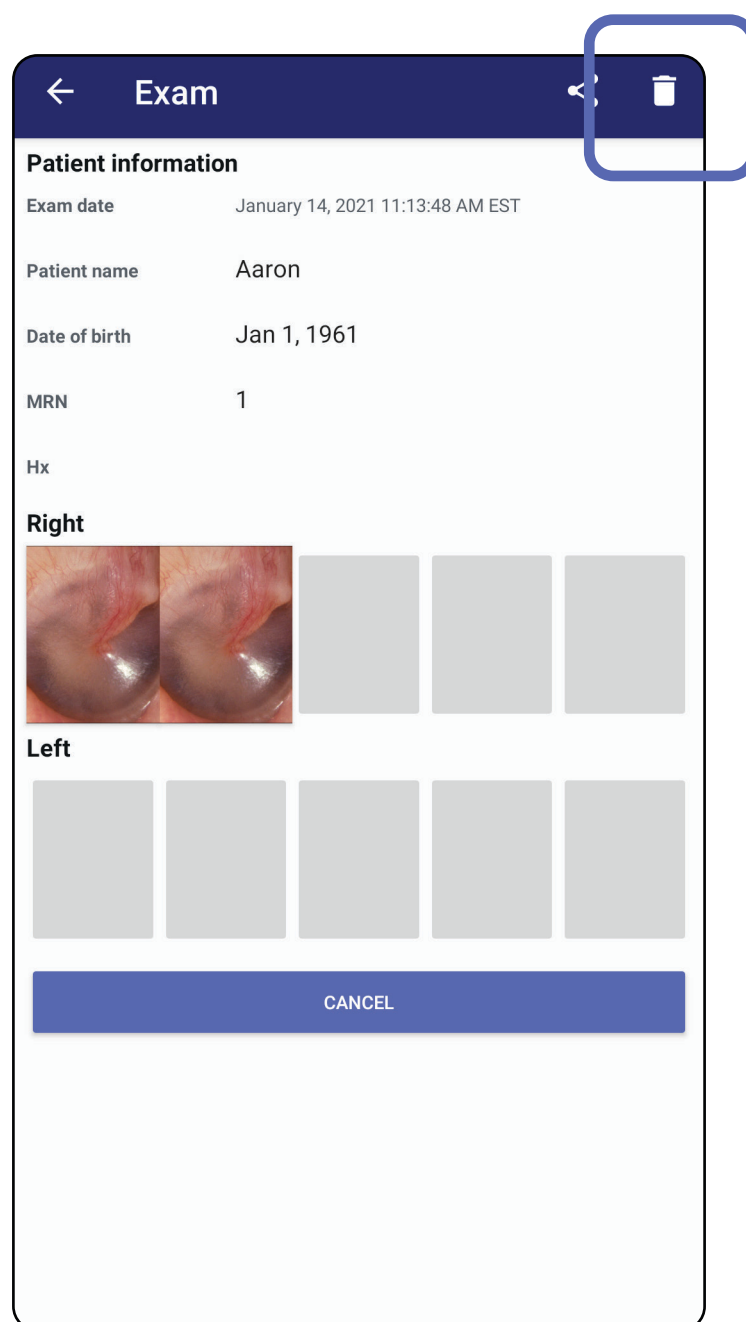 Exam
Patient information
Exam date January 14, 2021 11:13:48 AM EST
Patient name Aaron
Date of birth Jan 1, 1961
MRN 1
Hx
Right
Left
CANCEL